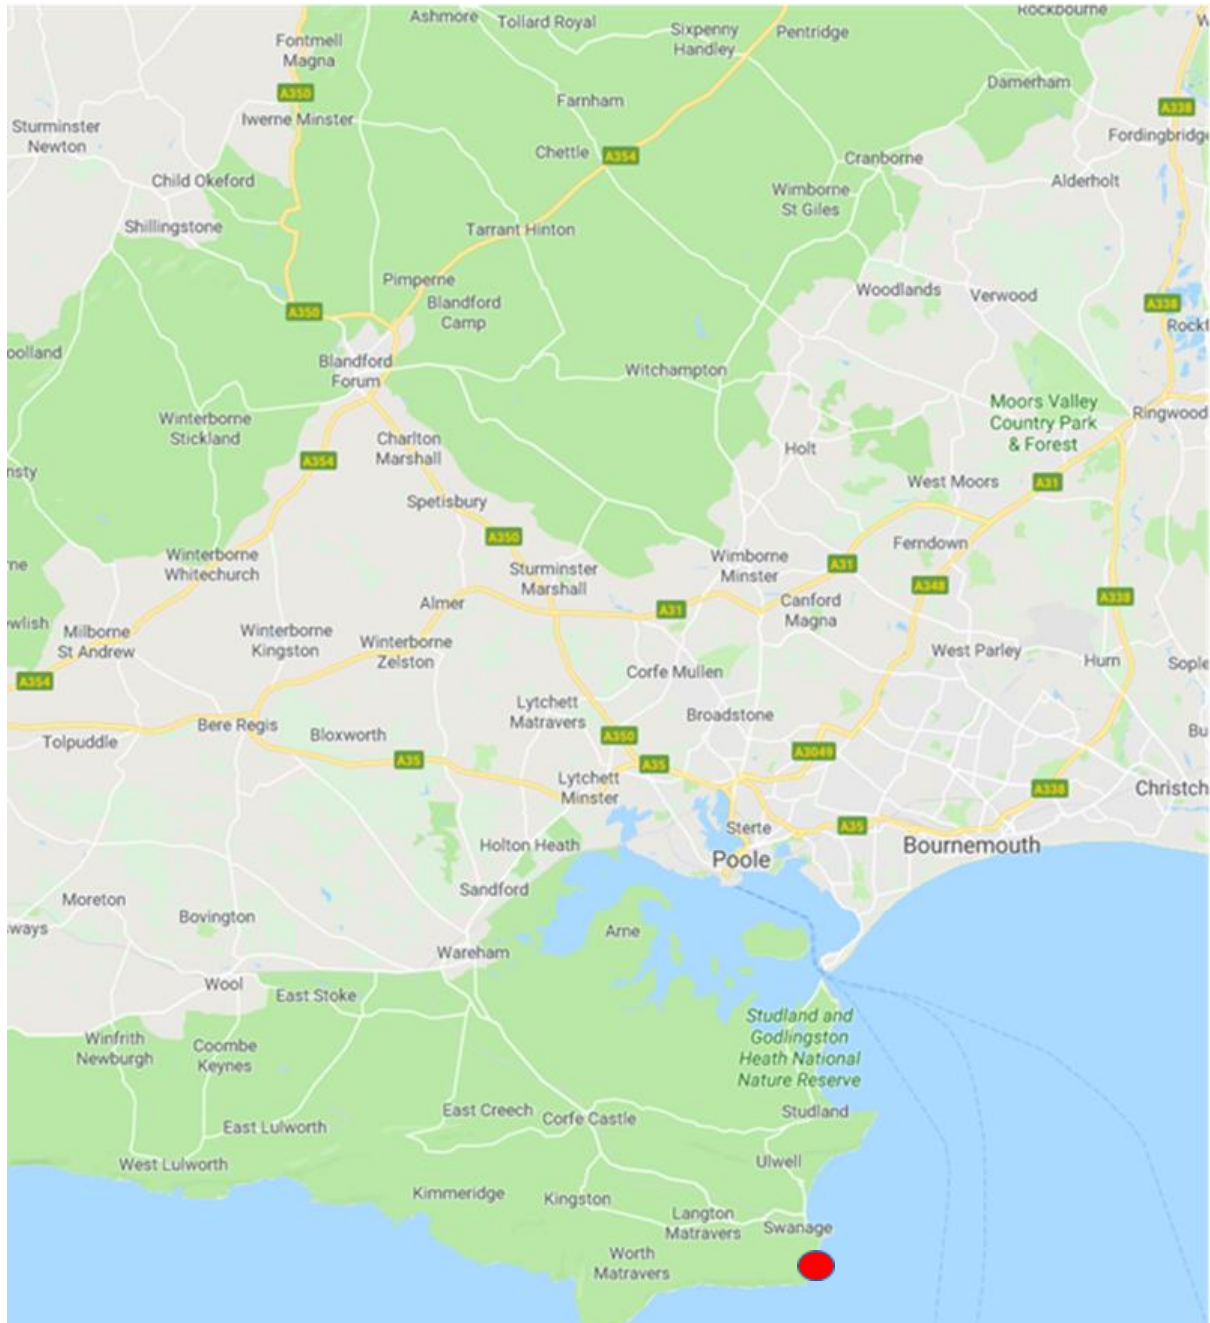 Ashmore
Tollard Royal
Rockbourne
Fontmell
Magna
Sixpenny
Handley
Pentridge
A350
Farnham
Damerham
A338
Iwerne Minster
Sturminster
Newton
Fordingbridge
Chettle
A354
Cranborne
Child Okeford
Wimborne
St Giles
Alderholt
Shillingstone
Tarrant Hinton
Pimperne
Blandford
Camp
Woodlands
Verwood
A350
A338
Rockf
oolland
Blandford
Forum
Witchampton
Moors Valley
Country Park
& Forest
Ringwood
Winterborne
Stickland
Charlton
Marshall
Holt
A354
nsty
West Moors
A31
Spetisbury
A350
Ferndown
Winterborne
Whitechurch
Sturminster
Marshall
Wimborne
Minster
A31
ne
A348
A338
Almer
A31
Canford
Magna
wlish
Milborne
St Andrew
Winterborne
Kingston
Winterborne
Zelston
West Parley
Hurn
Sople
A354
Corfe Mullen
Lytchett
Matravers
Broadstone
Bere Regis
Bloxworth
A350
Bu
Tolpuddle
A35
A35
A3049
Lytchett
Minster
A338
Christch
Sterte
A35
Holton Heath
Poole
Bournemouth
Sandford
Moreton
Bovington
ways
Arne
Wareham
Wool
East Stoke
Studland and
Godlingston
Heath National
Nature Reserve
Winfrith
Newburgh
Coombe
Keynes
East Creech
Corfe Castle
Studland
East Lulworth
West Lulworth
Ulwell
Kimmeridge
Kingston
Langton
Matravers
Swanage
Worth
Matravers